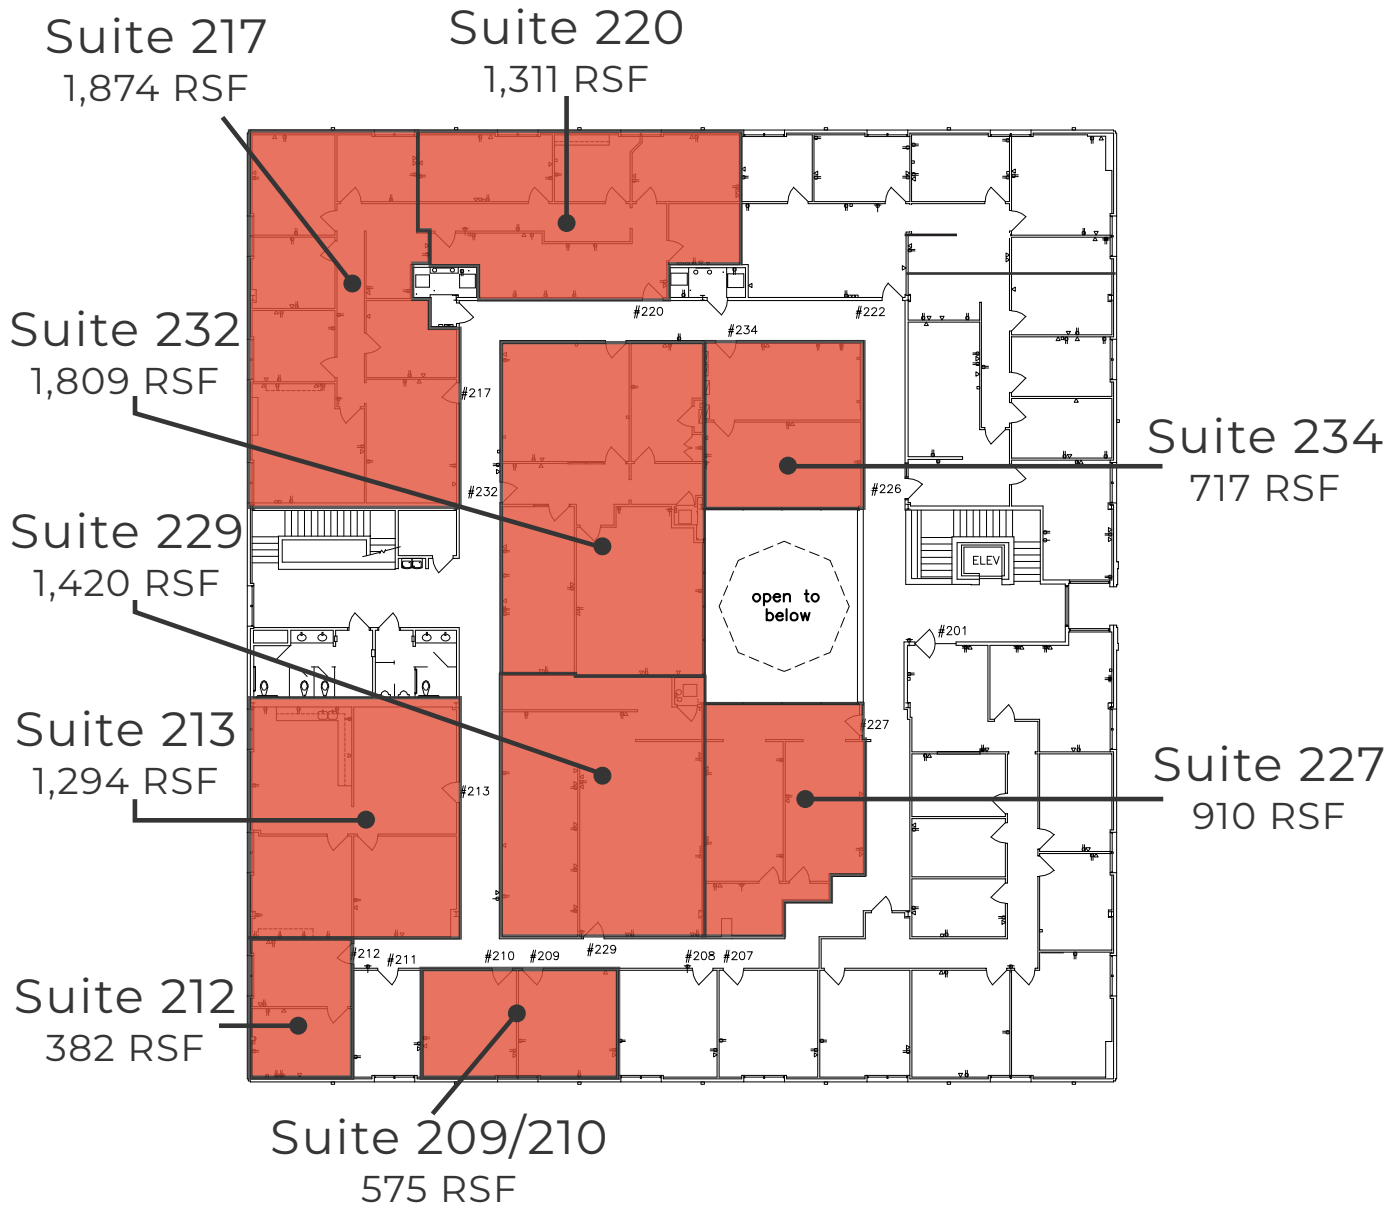 Suite 217
1,874 RSF
Suite 220
1,311 RSF
Suite 232
1,809 RSF
Suite 229
1,420 RSF
Suite 213
1,294 RSF
Suite 212
382 RSF
Suite 209/210
575 RSF
Suite 234
717 RSF
Suite 227
910 RSF
#220
#234
#222
#217
#232
#226
ELEV
open to
below
#201
#227
#213
#212
#211
#210
#209
#229
#208
#207